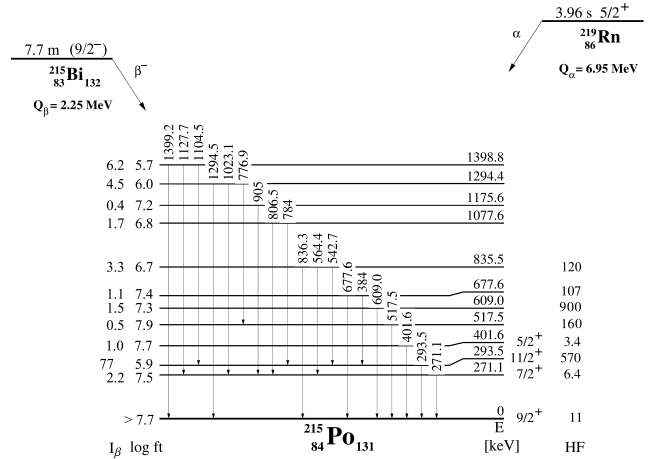 3.96 s 5/2+
219 86 Rn
α
Qα = 6.95 MeV
7.7 m (9/2−)
215 83 Bi 132
β−
Qβ = 2.25 MeV
1399.2 1127.7 1104.5
1294.5 1023.1 776.9
6.2 5.7 1398.8
4.5 6.0 1294.4
905 806.5 784
0.4 7.2 1175.6
1.7 6.8 1077.6
836.3 564.4 542.7
3.3 6.7 835.5 120
677.6 384 609.0
1.1 7.4 677.6 107
1.5 7.3 609.0 900
517.5
0.5 7.9 517.5 160
401.6
1.0 7.7 401.6 5/2+ 3.4
293.5
77 5.9 293.5 11/2+ 570
271.1
2.2 7.5 271.1 7/2+ 6.4
> 7.7 0 9/2+ 11
215 84 Po 131
E
Iβ log ft [keV] HF